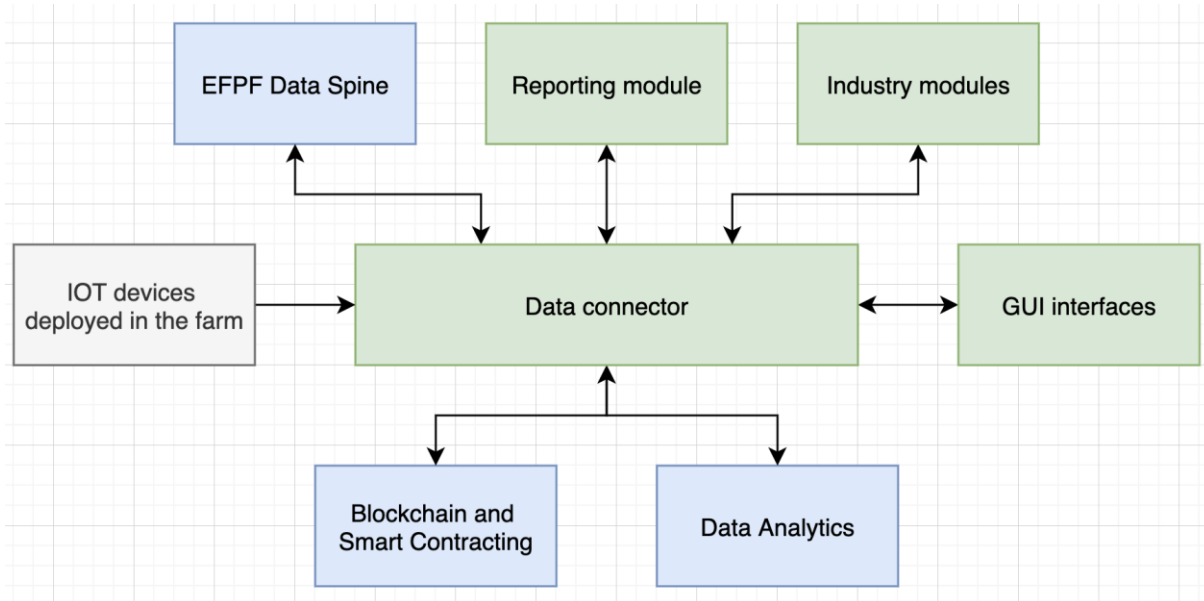 EFPF Data Spine
Reporting module
Industry modules
IOT devices
deployed in the farm
Data connector
GUI interfaces
Blockchain and
Smart Contracting
Data Analytics